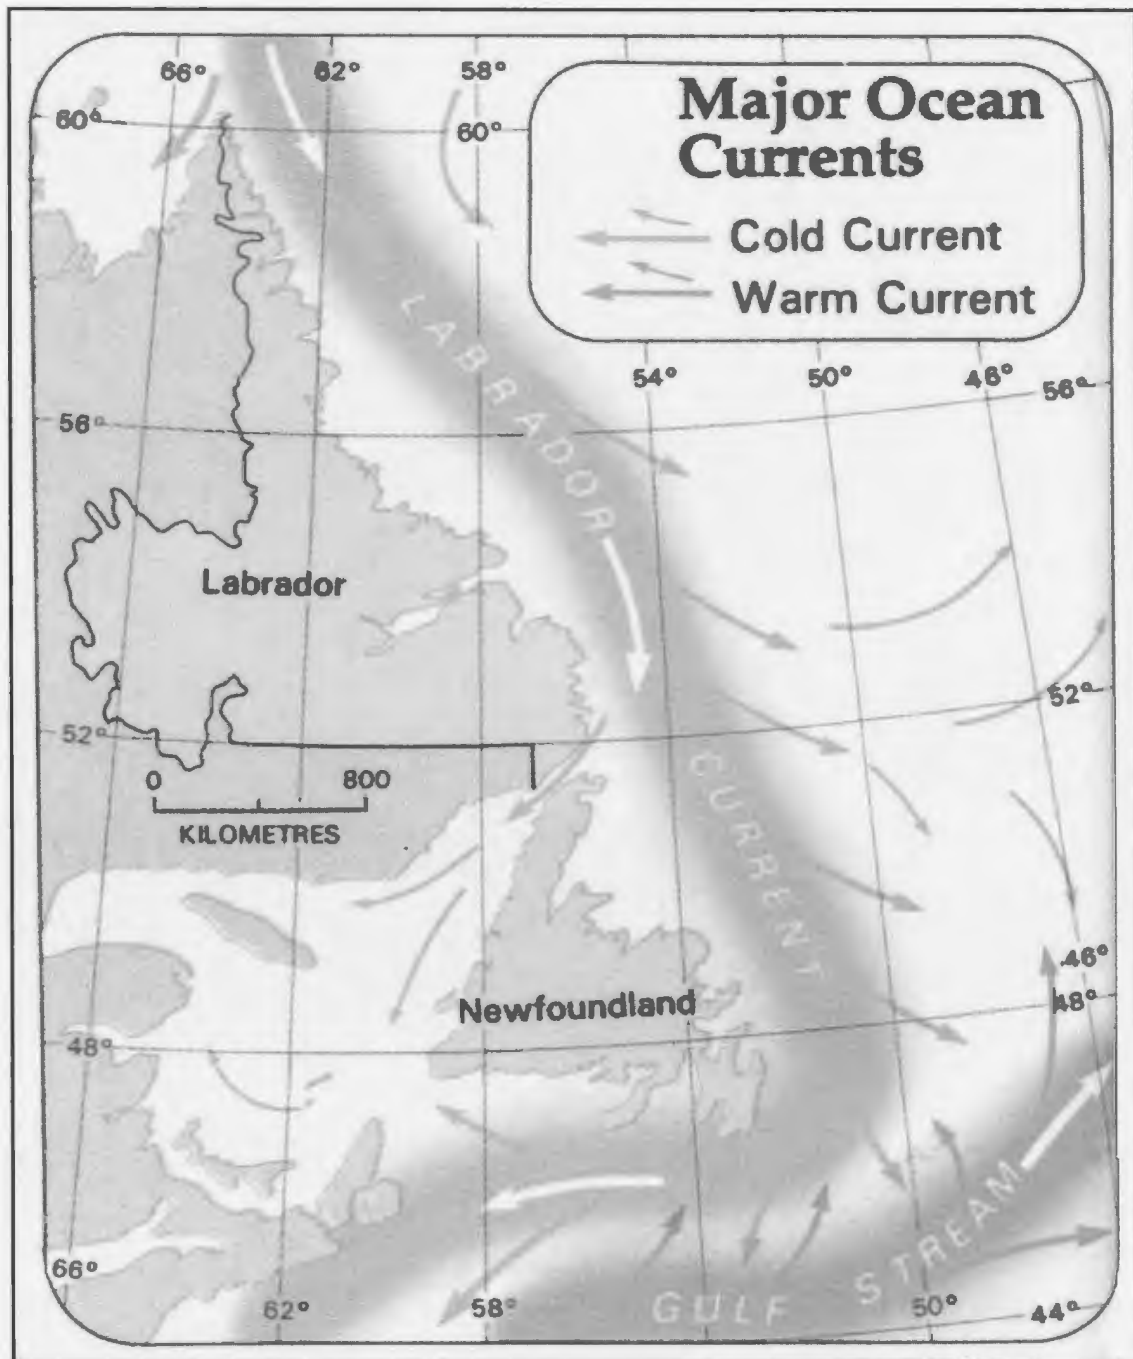 66°
62°
58°
60°
60°
Major Ocean
Currents
Cold Current
Warm Current
LABRADOR
54°
50°
46°
56°
56°
Labrador
52°
52°
0 800
KILOMETRES
CURRENT
46°
48°
Newfoundland
48°
GULF STREAM
66°
62°
58°
50°
44°